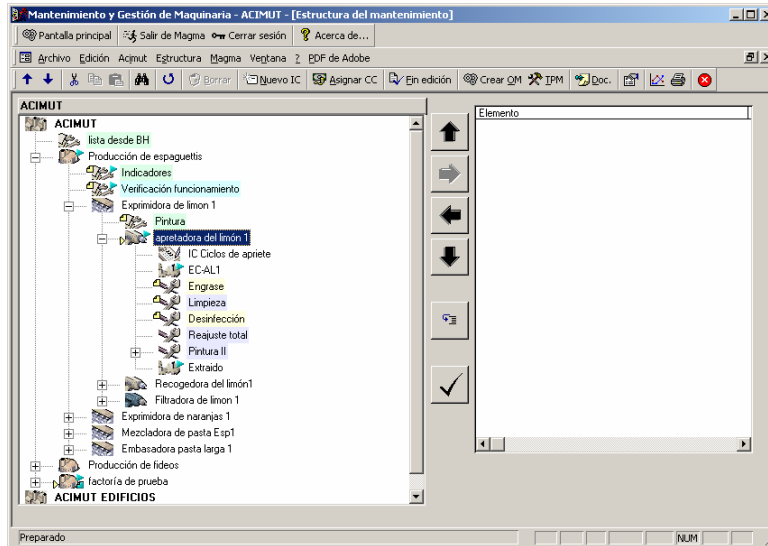 Mantenimiento y Gestión de Maquinaria - ACIMUT - [Estructura del mantenimiento]
Pantalla principal Salir de Magma Cerrar sesión Acerca de...
Archivo Edición Acimut Estructura Magma Ventana ? PDF de Adobe
Borrar Nuevo IC Asignar CC Fin edición Crear OM TPM Doc.
ACIMUT
Elemento
ACIMUT
lista desde BH
Producción de espaguettis
Indicadores
Verificación funcionamiento
Exprimidora de limon 1
Pintura
apretadora del limón 1
IC Ciclos de apriete
EC-AL1
Engrase
Limpieza
Desinfección
Reajuste total
Pintura II
Extraido
Recogedora del limón1
Filtradora de limon 1
Exprimidora de naranjas 1
Mezcladora de pasta Esp1
Embasadora pasta larga 1
Producción de fideos
factoría de prueba
ACIMUT EDIFICIOS
Preparado NUM